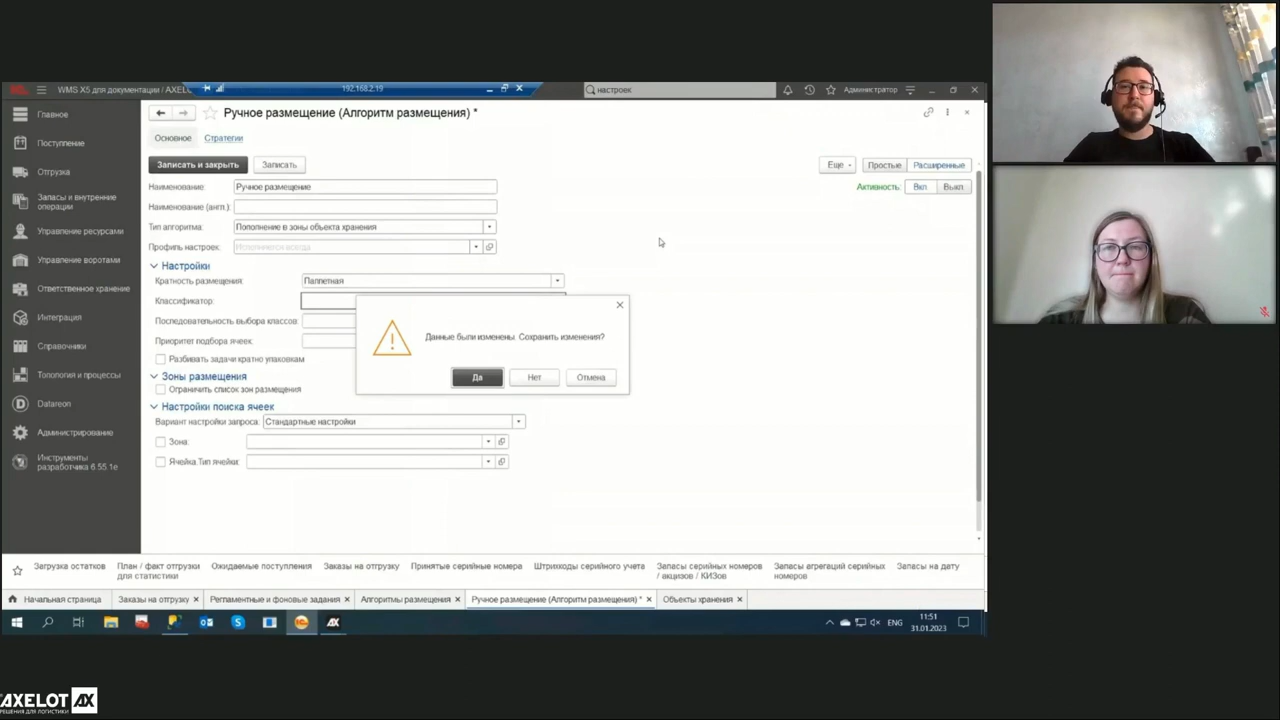 WMS X5 для документации / AXELO
192.168.2.19
настроек
Администратор
Главное
Поступление
Отгрузка
Запасы и внутренние
операции
Управление ресурсами
Управление воротами
Ответственное хранение
Интеграция
Справочники
Топология и процессы
Datareon
Администрирование
Инструменты
разработчика 6.55.1e
Ручное размещение (Алгоритм размещения) *
Основное Стратегии
Записать и закрыть Записать Еще Простые Расширенные
Наименование: Ручное размещение Активность: Вкл Выкл
Наименование (англ.):
Тип алгоритма: Пополнение в зоны объекта хранения
Профиль настроек: Исполняется всегда
Настройки
Кратность размещения: Паллетная
Классификатор:
Последовательность выбора классов:
Приоритет подбора ячеек:
Разбивать задачи кратно упаковкам
Зоны размещения
Ограничить список зон размещения
Настройки поиска ячеек
Вариант настройки запроса: Стандартные настройки
Зона:
Ячейка.Тип ячейки:
Данные были изменены. Сохранить изменения?
Да Нет Отмена
Загрузка остатков
План / факт отгрузки
для статистики
Ожидаемые поступления
Заказы на отгрузку
Принятые серийные номера
Штрихкоды серийного учета
Запасы серийных номеров
/ акцизов / КИЗов
Запасы агрегаций серийных
номеров
Запасы на дату
Начальная страница Заказы на отгрузку × Регламентные и фоновые задания × Алгоритмы размещения × Ручное размещение (Алгоритм размещения) * × Объекты хранения ×
AX
ENG
11:51
31.01.2023
AXELOT AX
РЕШЕНИЯ ДЛЯ ЛОГИСТИКИ